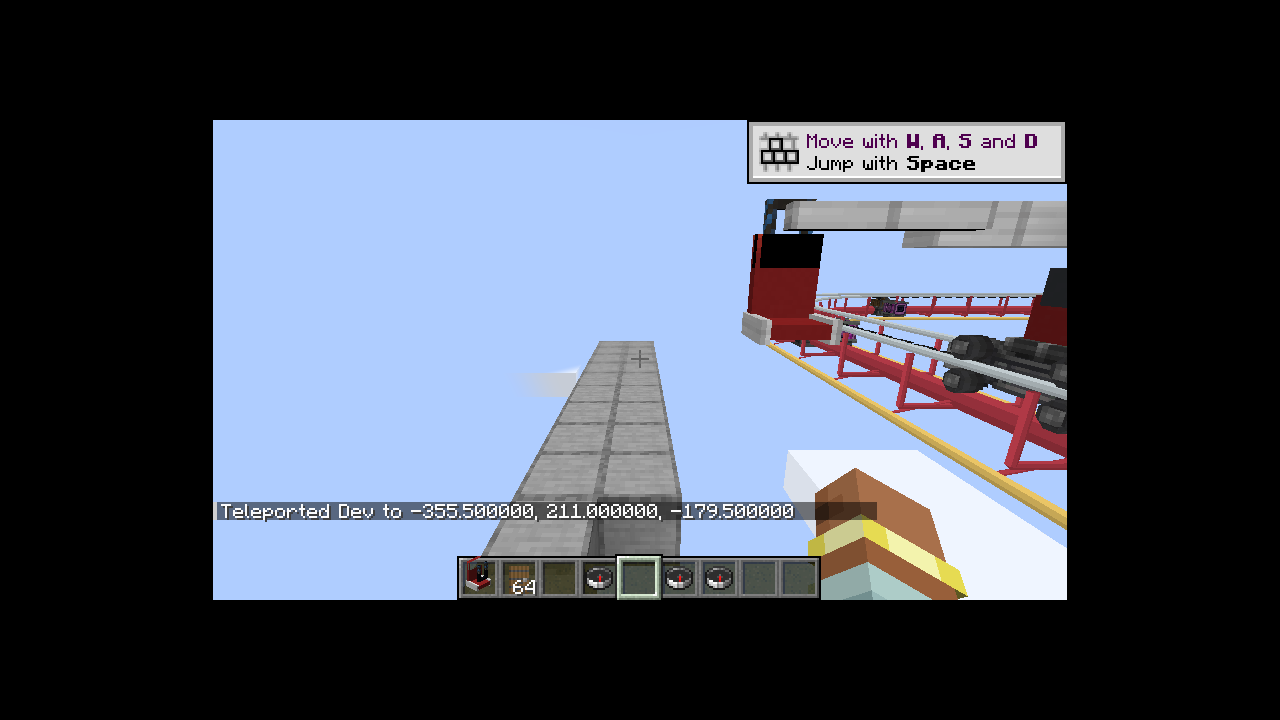 Move with W, A, S and D
Jump with Space
Teleported Dev to -355.500000, 211.000000, -179.500000
64